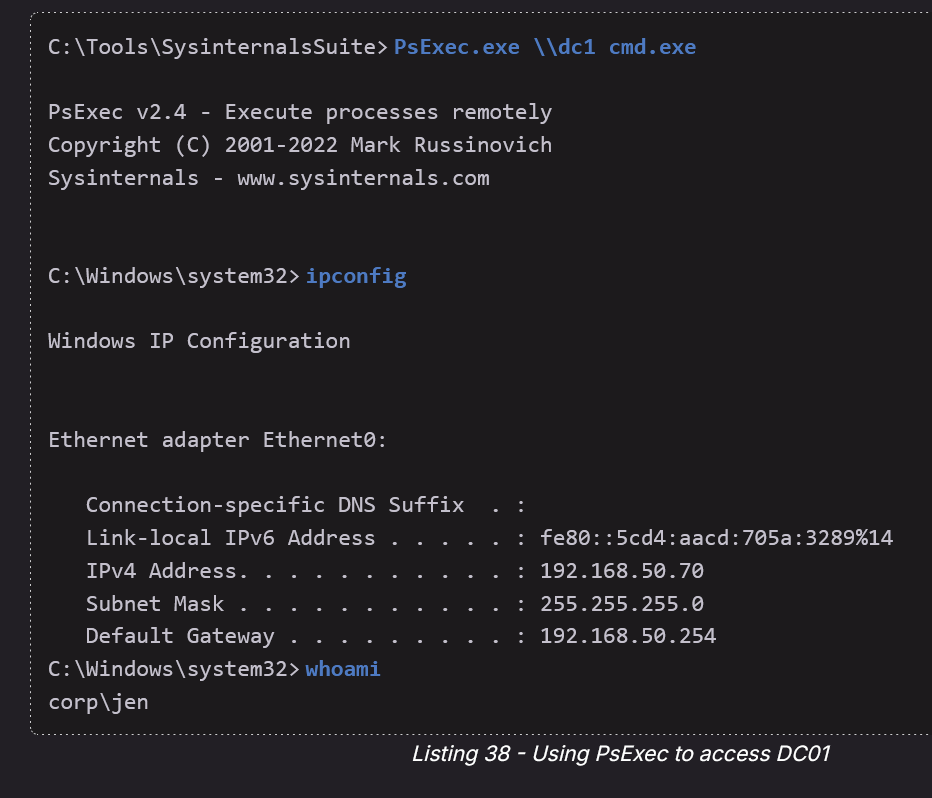 C:\Tools\SysinternalsSuite> PsExec.exe \\dc1 cmd.exe
PsExec v2.4 - Execute processes remotely
Copyright (C) 2001-2022 Mark Russinovich
Sysinternals - www.sysinternals.com
C:\Windows\system32> ipconfig
Windows IP Configuration
Ethernet adapter Ethernet0:
   Connection-specific DNS Suffix  . :
   Link-local IPv6 Address . . . . . : fe80::5cd4:aacd:705a:3289%14
   IPv4 Address. . . . . . . . . . . : 192.168.50.70
   Subnet Mask . . . . . . . . . . . : 255.255.255.0
   Default Gateway . . . . . . . . . : 192.168.50.254
C:\Windows\system32> whoami
corp\jen
Listing 38 - Using PsExec to access DC01